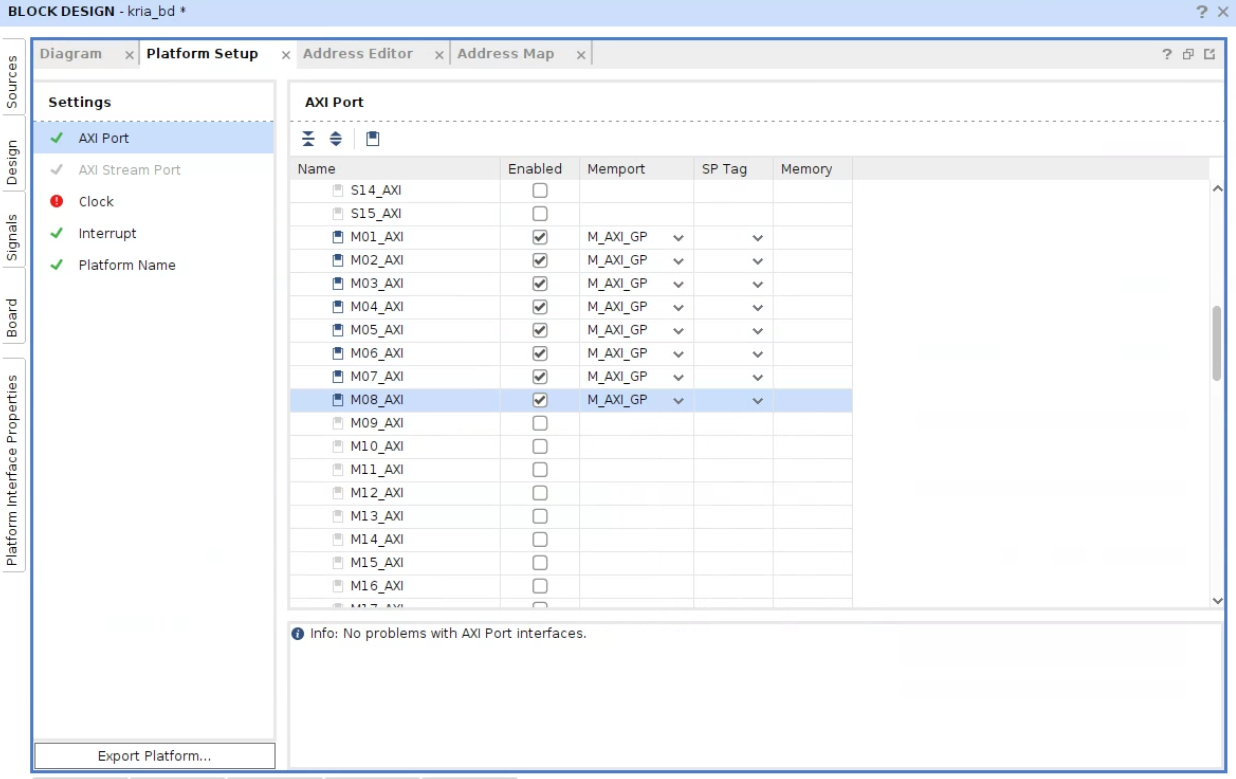 BLOCK DESIGN - kria_bd *
Diagram Platform Setup Address Editor Address Map
Sources
Design
Signals
Board
Platform Interface Properties
Settings
AXI Port
AXI Stream Port
Clock
Interrupt
Platform Name
Export Platform...
AXI Port
Name Enabled Memport SP Tag Memory
S14_AXI
S15_AXI
M01_AXI M_AXI_GP
M02_AXI M_AXI_GP
M03_AXI M_AXI_GP
M04_AXI M_AXI_GP
M05_AXI M_AXI_GP
M06_AXI M_AXI_GP
M07_AXI M_AXI_GP
M08_AXI M_AXI_GP
M09_AXI
M10_AXI
M11_AXI
M12_AXI
M13_AXI
M14_AXI
M15_AXI
M16_AXI
M17_AXI
Info: No problems with AXI Port interfaces.